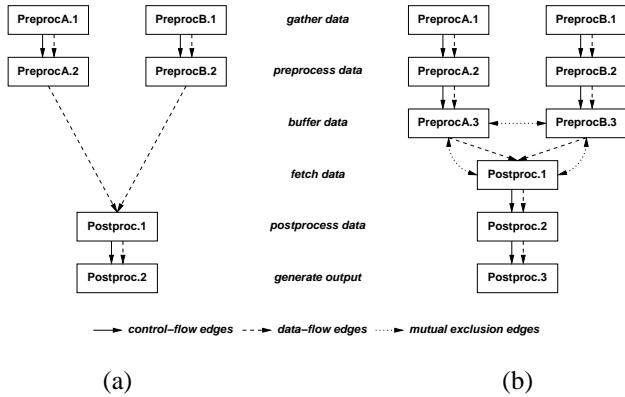 PreprocA.1 PreprocB.1 gather data PreprocA.1 PreprocB.1
PreprocA.2 PreprocB.2 preprocess data PreprocA.2 PreprocB.2
buffer data PreprocA.3 PreprocB.3
fetch data Postproc.1
Postproc.1 postprocess data Postproc.2
Postproc.2 generate output Postproc.3
control–flow edges data–flow edges mutual exclusion edges
(a) (b)